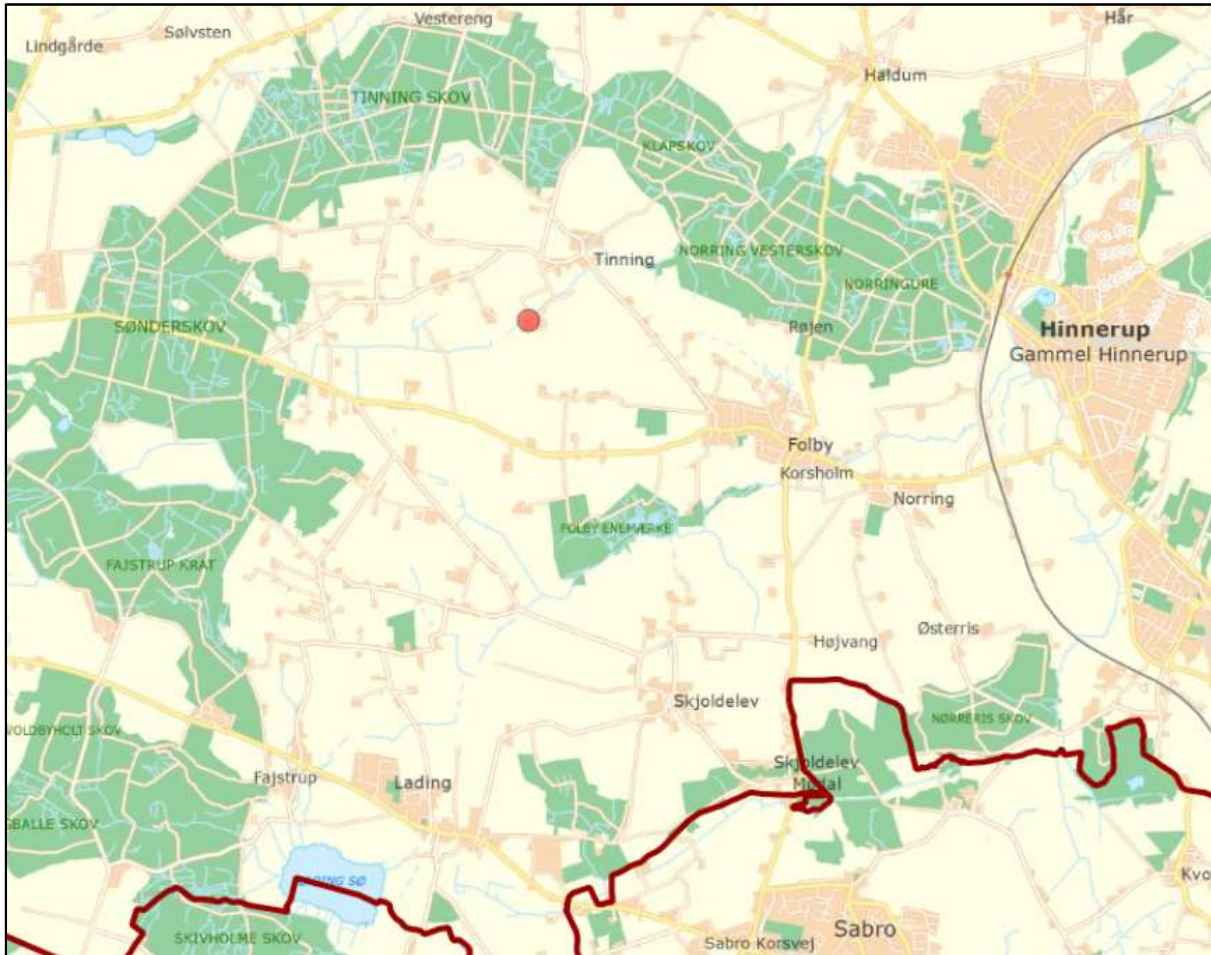 Vestereng
Hår
Sølvsten
Lindgårde
Haldum
TINNING SKOV
KLAPSKOV
Tinning
NORRING VESTERSKOV
NORRINGURE
SØNDERSKOV
Røjen
Hinnerup
Gammel Hinnerup
Folby
Korsholm
Norring
FOLBY ENEMÆRKE
FAJSTRUP KRAT
Østerris
Højvang
Skjoldelev
NØRRERIS SKOV
VOLDBYHOLT SKOV
Skjoldelev
Fajstrup
Lading
GBALLE SKOV
Kvo
SØ
Sabro
SKIVHOLME SKOV
Sabro Korsvej